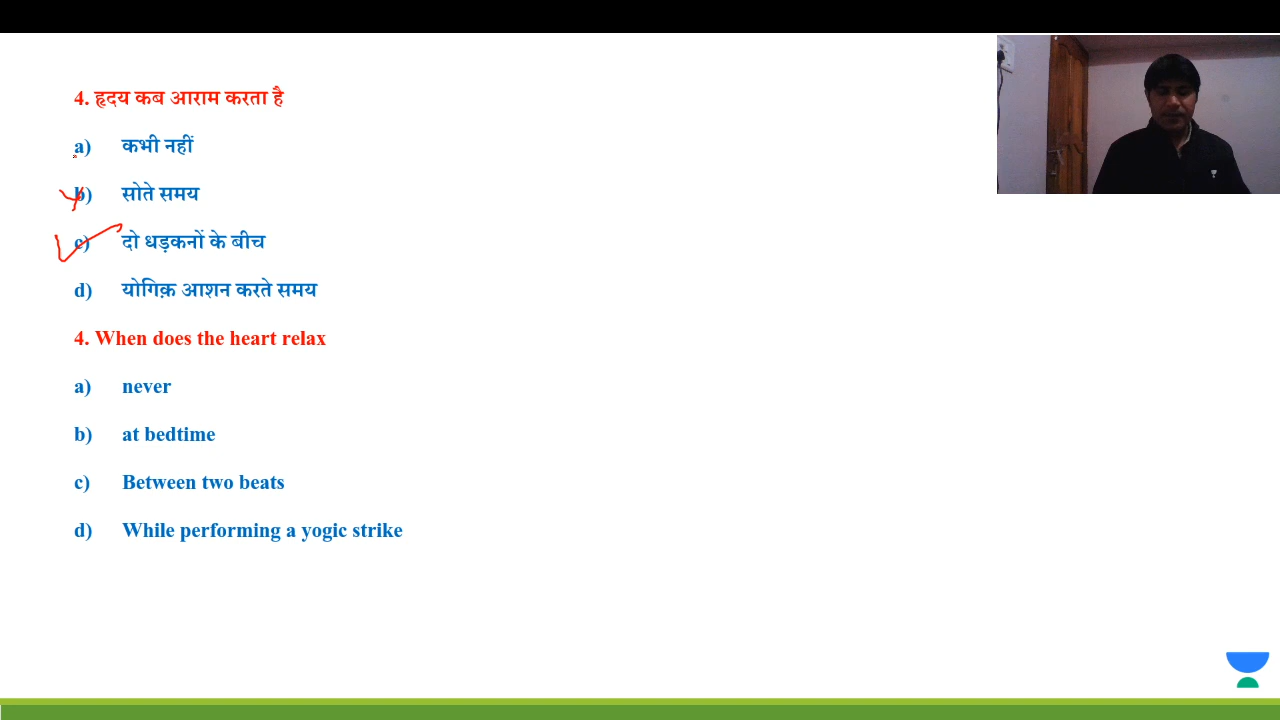 4. हृदय कब आराम करता है
a) कभी नहीं
b) सोते समय
c) दो धड़कनों के बीच
d) योगिक़ आशन करते समय
4. When does the heart relax
a) never
b) at bedtime
c) Between two beats
d) While performing a yogic strike